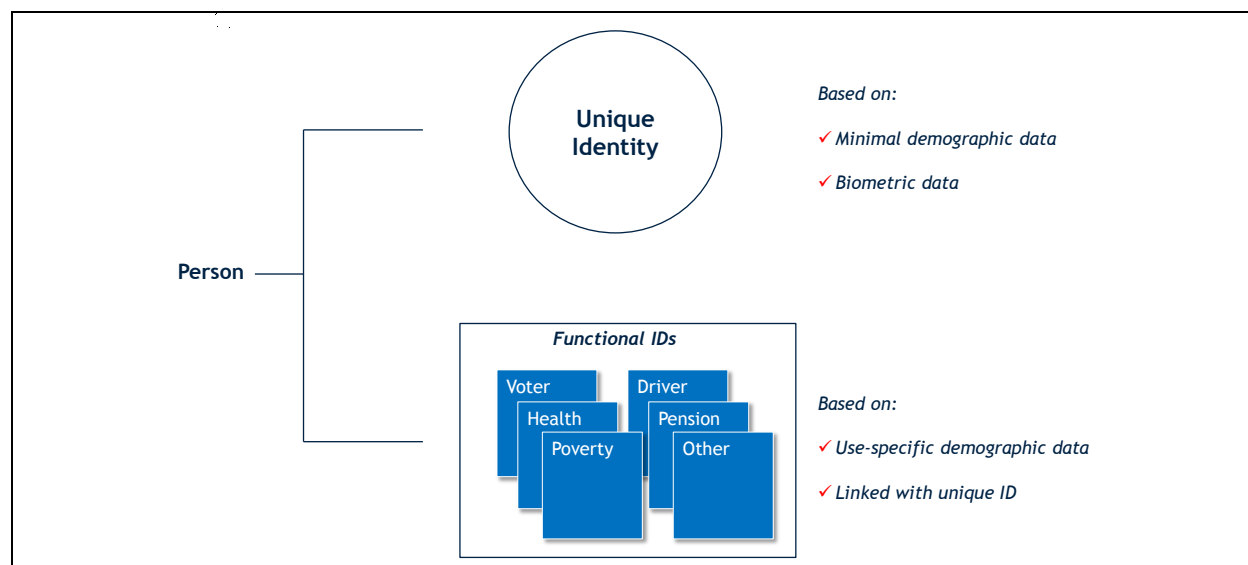 Unique
Identity
Based on:
✓ Minimal demographic data
✓ Biometric data
Person
Functional IDs
Voter
Driver
Health
Pension
Poverty
Other
Based on:
✓ Use-specific demographic data
✓ Linked with unique ID